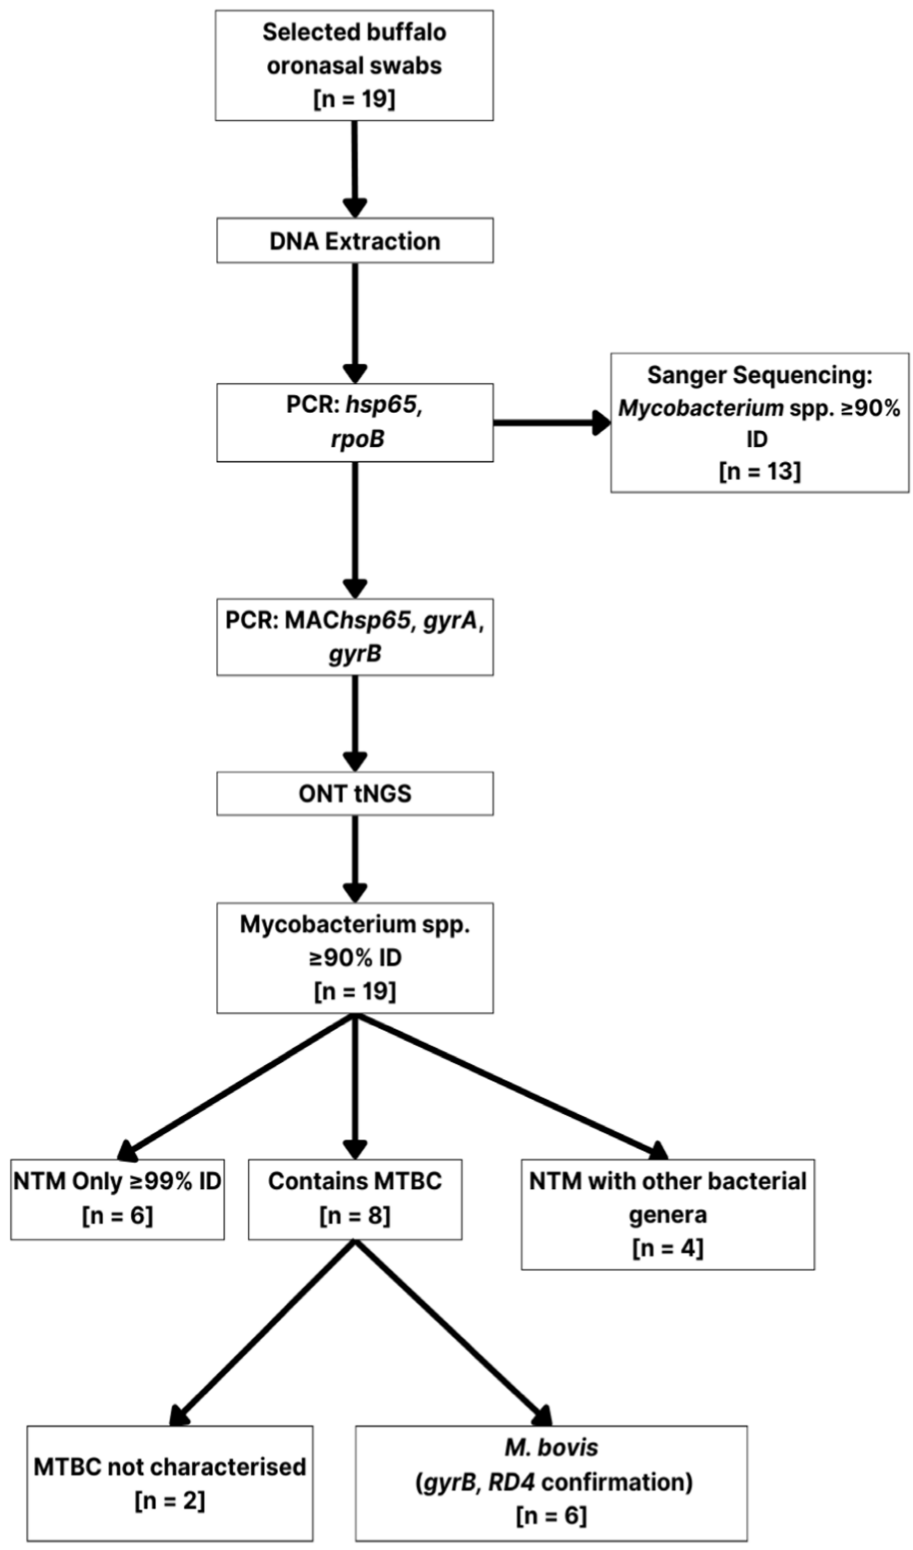 Selected buffalo
oronasal swabs
[n = 19]
DNA Extraction
PCR: hsp65,
rpoB
Sanger Sequencing:
Mycobacterium spp. ≥90%
ID
[n = 13]
PCR: MAChsp65, gyrA,
gyrB
ONT tNGS
Mycobacterium spp.
≥90% ID
[n = 19]
NTM Only ≥99% ID
[n = 6]
Contains MTBC
[n = 8]
NTM with other bacterial
genera
[n = 4]
MTBC not characterised
[n = 2]
M. bovis
(gyrB, RD4 confirmation)
[n = 6]